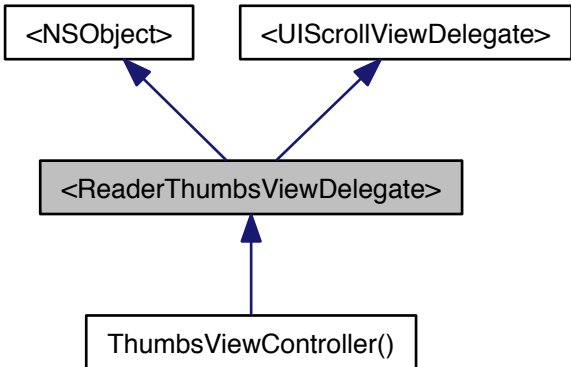 <NSObject>
<UIScrollViewDelegate>
<ReaderThumbsViewDelegate>
ThumbsViewController()